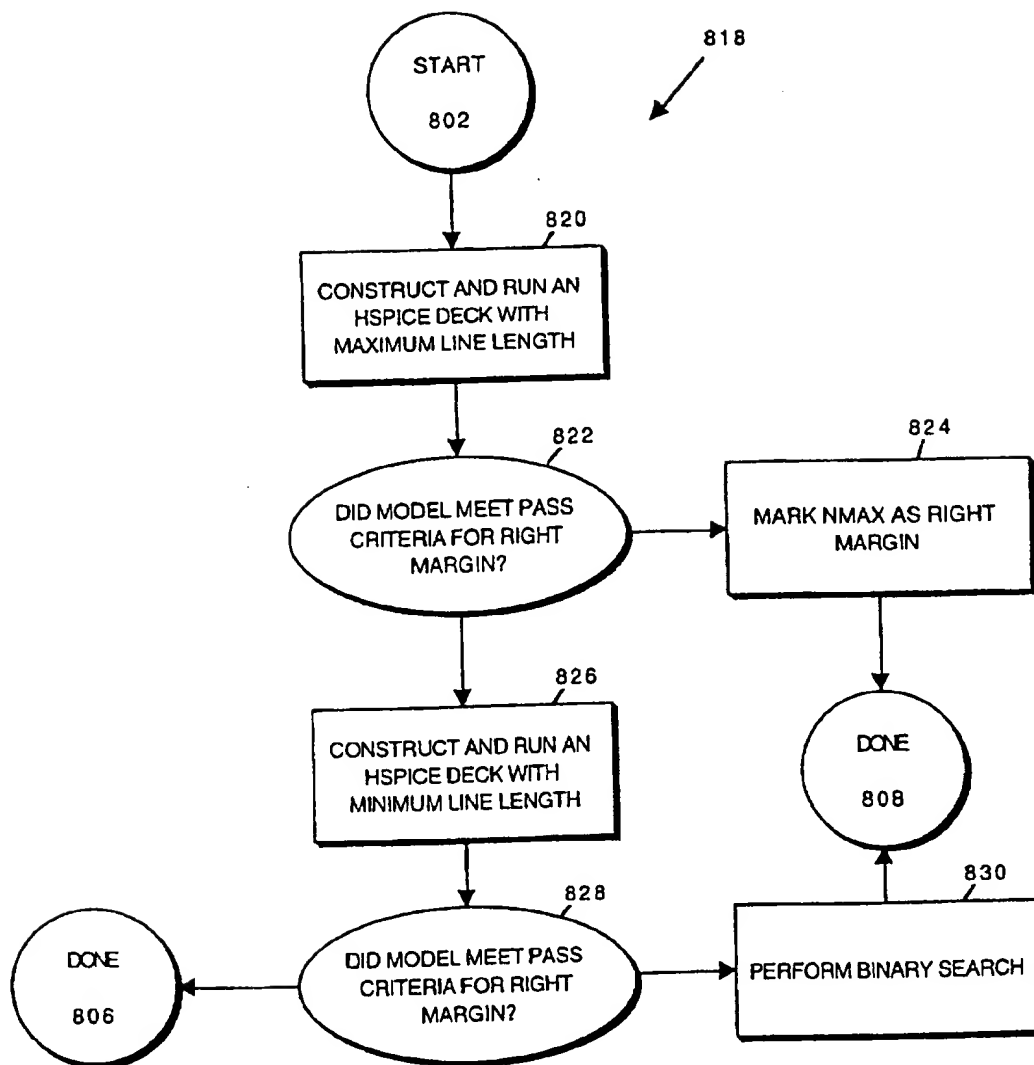 START
802
818
820
CONSTRUCT AND RUN AN
HSPICE DECK WITH
MAXIMUM LINE LENGTH
822
DID MODEL MEET PASS
CRITERIA FOR RIGHT
MARGIN?
824
MARK NMAX AS RIGHT
MARGIN
826
CONSTRUCT AND RUN AN
HSPICE DECK WITH
MINIMUM LINE LENGTH
DONE
808
828
DID MODEL MEET PASS
CRITERIA FOR RIGHT
MARGIN?
830
PERFORM BINARY SEARCH
DONE
806